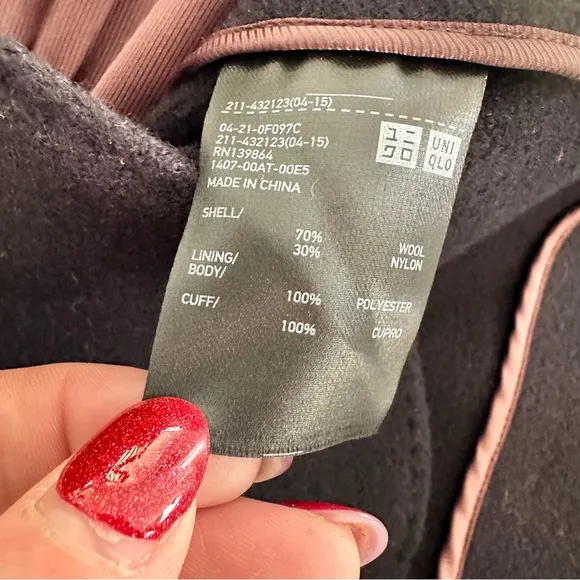 211-432123(04-15)
04-21-0F097C
211-432123(04-15)
RN139864
1407-00AT-00E5
MADE IN CHINA
ユニ
クロ
UNI
QLO
SHELL/
70% WOOL
30% NYLON
LINING/
BODY/
100% POLYESTER
CUFF/
100% CUPRO